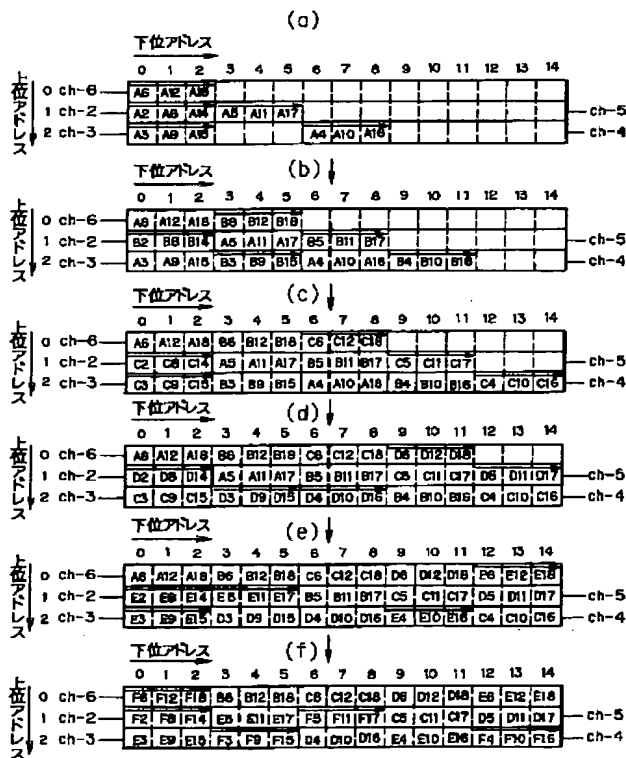 (a)
下位アドレス
0 1 2 3 4 5 6 7 8 9 10 11 12 13 14
上位アドレス
0 ch-6 A6 A12 A18
1 ch-2 A2 A8 A14 A5 A11 A17 ch-5
2 ch-3 A3 A9 A15 A4 A10 A16 ch-4
(b)
下位アドレス
0 1 2 3 4 5 6 7 8 9 10 11 12 13 14
上位アドレス
0 ch-6 A6 A12 A18 B6 B12 B18
1 ch-2 B2 B8 B14 A5 A11 A17 B5 B11 B17 ch-5
2 ch-3 A3 A9 A15 B3 B9 B15 A4 A10 A16 B4 B10 B16 ch-4
(c)
下位アドレス
0 1 2 3 4 5 6 7 8 9 10 11 12 13 14
上位アドレス
0 ch-6 A6 A12 A18 B6 B12 B18 C6 C12 C18
1 ch-2 C2 C8 C14 A5 A11 A17 B5 B11 B17 C5 C11 C17 ch-5
2 ch-3 C3 C9 C15 B3 B9 B15 A4 A10 A16 B4 B10 B16 C4 C10 C16 ch-4
(d)
下位アドレス
0 1 2 3 4 5 6 7 8 9 10 11 12 13 14
上位アドレス
0 ch-6 A6 A12 A18 B6 B12 B18 C6 C12 C18 D6 D12 D18
1 ch-2 D2 D8 D14 A5 A11 A17 B5 B11 B17 C5 C11 C17 D5 D11 D17 ch-5
2 ch-3 C3 C9 C15 D3 D9 D15 D4 D10 D16 B4 B10 B16 C4 C10 C16 ch-4
(e)
下位アドレス
0 1 2 3 4 5 6 7 8 9 10 11 12 13 14
上位アドレス
0 ch-6 A6 A12 A18 B6 B12 B18 C6 C12 C18 D6 D12 D18 E6 E12 E18
1 ch-2 E2 E8 E14 E5 E11 E17 B5 B11 B17 C5 C11 C17 D5 D11 D17 ch-5
2 ch-3 E3 E9 E15 D3 D9 D15 D4 D10 D16 E4 E10 E16 C4 C10 C16 ch-4
(f)
下位アドレス
0 1 2 3 4 5 6 7 8 9 10 11 12 13 14
上位アドレス
0 ch-6 F6 F12 F18 B6 B12 B18 C6 C12 C18 D6 D12 D18 E6 E12 E18
1 ch-2 F2 F8 F14 E5 E11 E17 F5 F11 F17 C5 C11 C17 D5 D11 D17 ch-5
2 ch-3 E3 E9 E15 F3 F9 F15 D4 D10 D16 E4 E10 E16 F4 F10 F16 ch-4